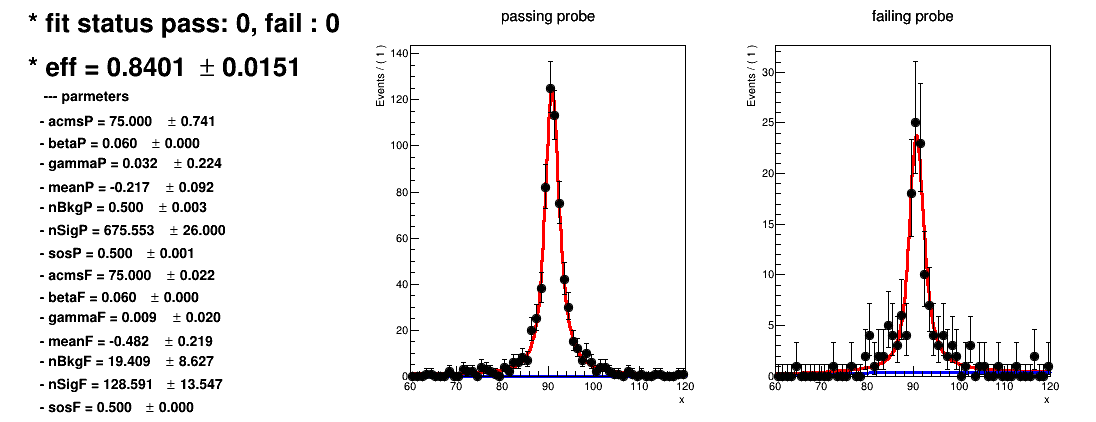 * fit status pass: 0, fail : 0
* eff = 0.8401 ± 0.0151
--- parmeters
- acmsP = 75.000 ± 0.741
- betaP = 0.060 ± 0.000
- gammaP = 0.032 ± 0.224
- meanP = -0.217 ± 0.092
- nBkgP = 0.500 ± 0.003
- nSigP = 675.553 ± 26.000
- sosP = 0.500 ± 0.001
- acmsF = 75.000 ± 0.022
- betaF = 0.060 ± 0.000
- gammaF = 0.009 ± 0.020
- meanF = -0.482 ± 0.219
- nBkgF = 19.409 ± 8.627
- nSigF = 128.591 ± 13.547
- sosF = 0.500 ± 0.000
passing probe
Events / ( 1 )
140
120
100
80
60
40
20
0
60 70 80 90 100 110 120
x
failing probe
Events / ( 1 )
30
25
20
15
10
5
0
60 70 80 90 100 110 120
x